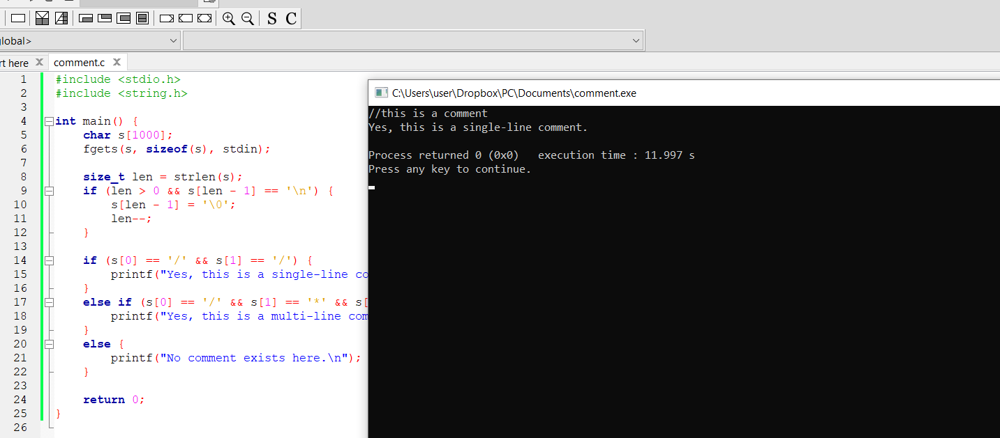 S C
lobal>
rt here X comment.c X
1 #include <stdio.h>
2 #include <string.h>
3
4 int main() {
5 char s[1000];
6 fgets(s, sizeof(s), stdin);
7
8 size_t len = strlen(s);
9 if (len > 0 && s[len - 1] == '\n') {
10 s[len - 1] = '\0';
11 len--;
12 }
13
14 if (s[0] == '/' && s[1] == '/') {
15 printf("Yes, this is a single-line co
16 }
17 else if (s[0] == '/' && s[1] == '*' && s[
18 printf("Yes, this is a multi-line com
19 }
20 else {
21 printf("No comment exists here.\n");
22 }
23
24 return 0;
25 }
26
C:\Users\user\Dropbox\PC\Documents\comment.exe
//this is a comment
Yes, this is a single-line comment.
Process returned 0 (0x0)   execution time : 11.997 s
Press any key to continue.